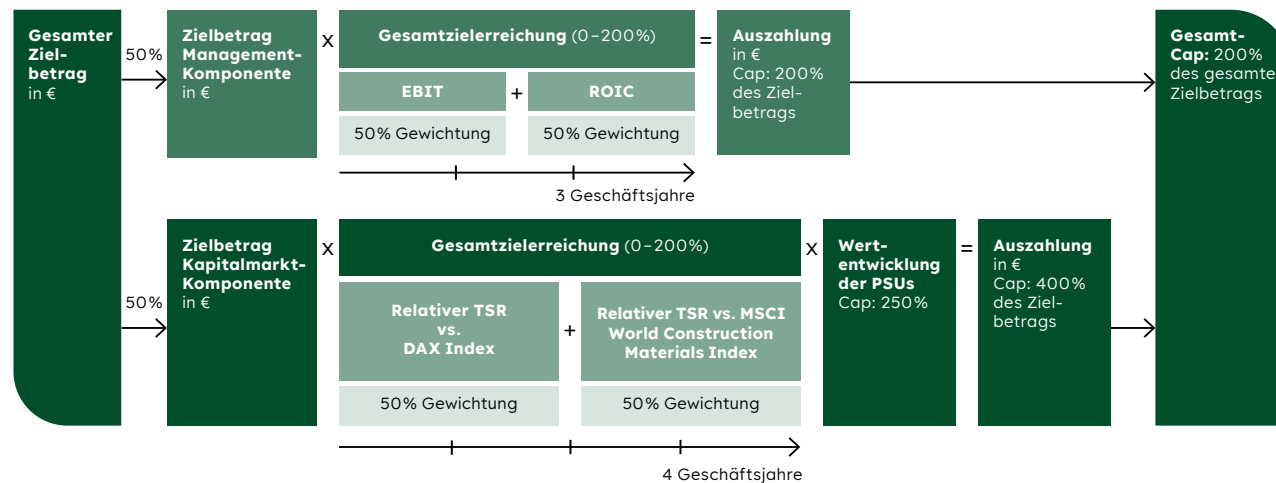 Gesamter
Ziel-
betrag
in €
50%
Zielbetrag
Management-
Komponente
in €
x
Gesamtzielerreichung (0–200%)
EBIT
+
ROIC
50% Gewichtung
50% Gewichtung
3 Geschäftsjahre
=
Auszahlung
in €
Cap: 200%
des Ziel-
betrags
Gesamt-
Cap: 200%
des gesamte
Zielbetrags
50%
Zielbetrag
Kapitalmarkt-
Komponente
in €
x
Gesamtzielerreichung (0–200%)
Relativer TSR
vs.
DAX Index
+
Relativer TSR vs. MSCI
World Construction
Materials Index
50% Gewichtung
50% Gewichtung
4 Geschäftsjahre
x
Wert-
entwicklung
der PSUs
Cap: 250%
=
Auszahlung
in €
Cap: 400%
des Ziel-
betrags